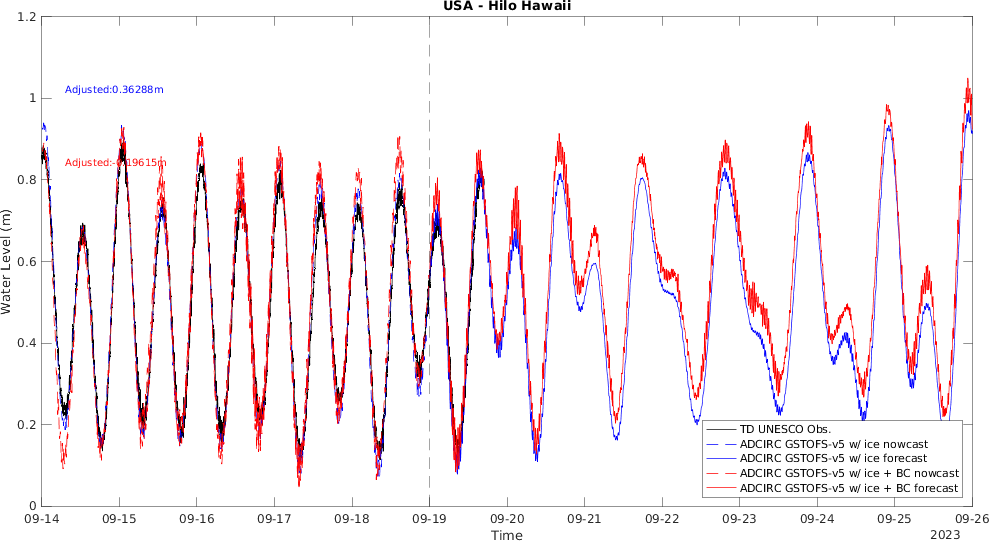 USA - Hilo Hawaii
1.2
1
0.8
0.6
0.4
0.2
0
Water Level (m)
Adjusted:0.36288m
Adjusted:-0.19615m
TD UNESCO Obs.
ADCIRC GSTOFS-v5 w/ ice nowcast
ADCIRC GSTOFS-v5 w/ ice forecast
ADCIRC GSTOFS-v5 w/ ice + BC nowcast
ADCIRC GSTOFS-v5 w/ ice + BC forecast
09-14 09-15 09-16 09-17 09-18 09-19 09-20 09-21 09-22 09-23 09-24 09-25 09-26
Time
2023